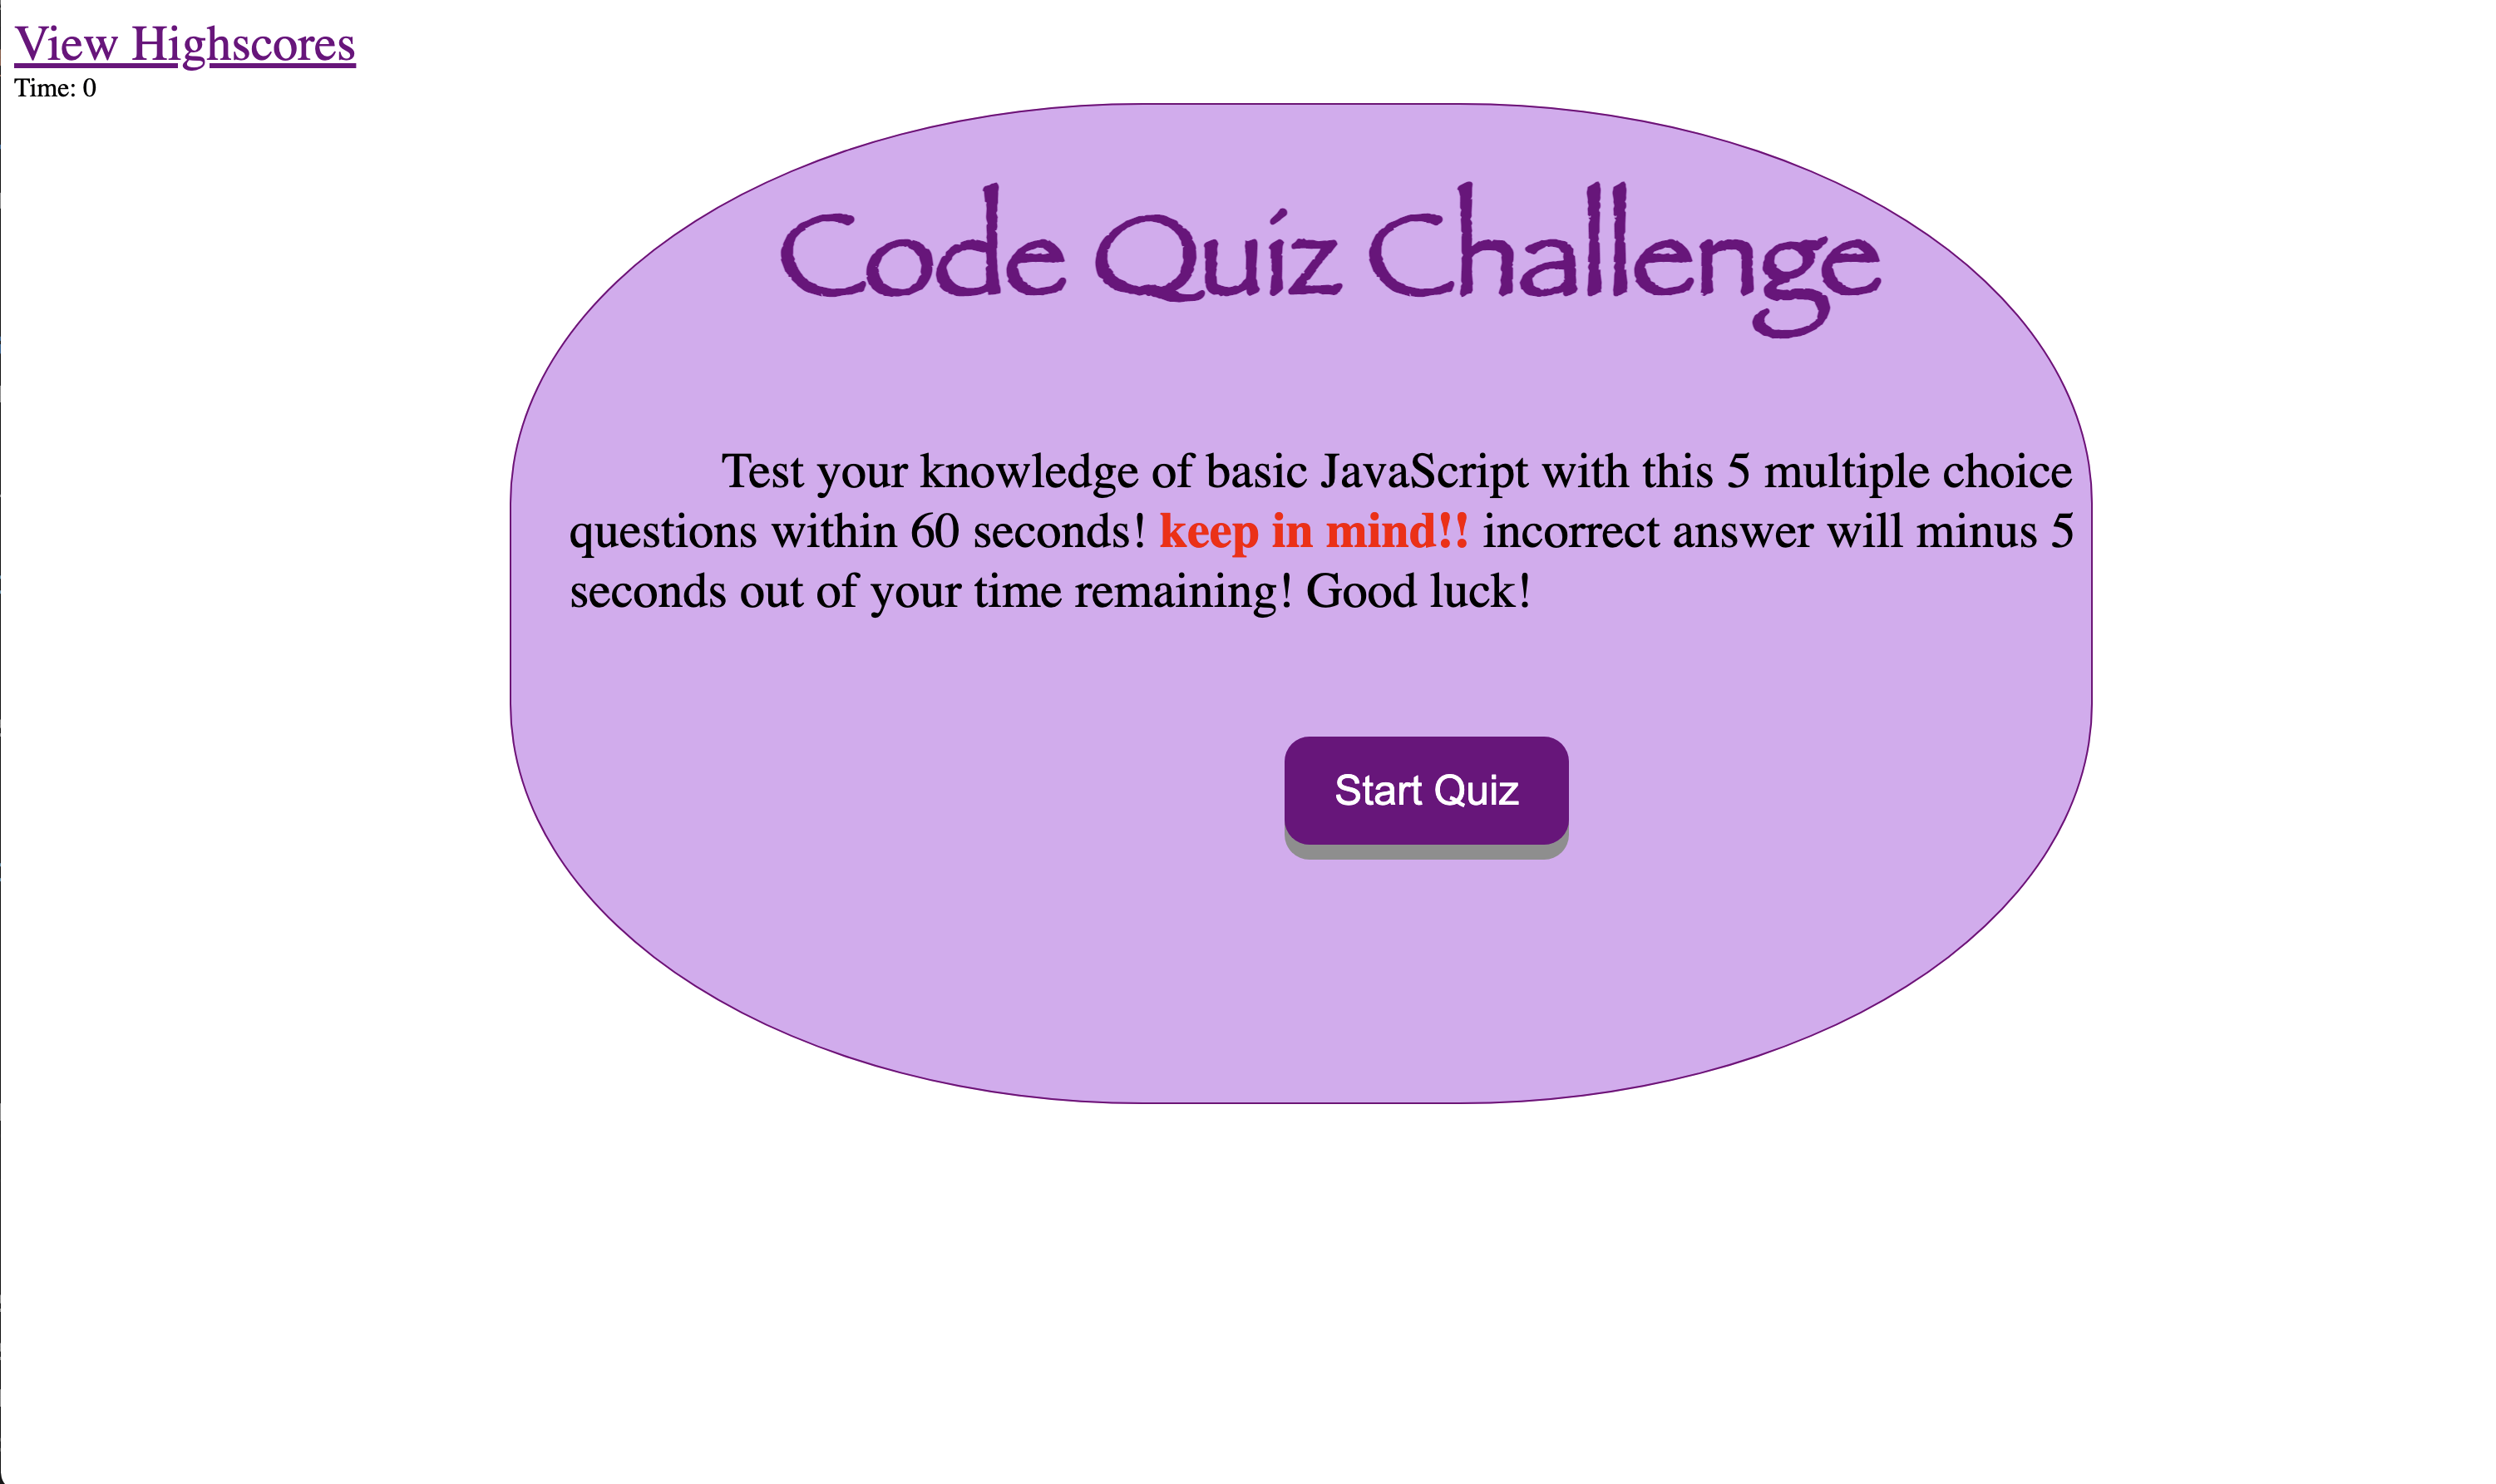 View Highscores
Time: 0
Code Quiz Challenge
Test your knowledge of basic JavaScript with this 5 multiple choice
questions within 60 seconds! keep in mind!! incorrect answer will minus 5
seconds out of your time remaining! Good luck!
Start Quiz